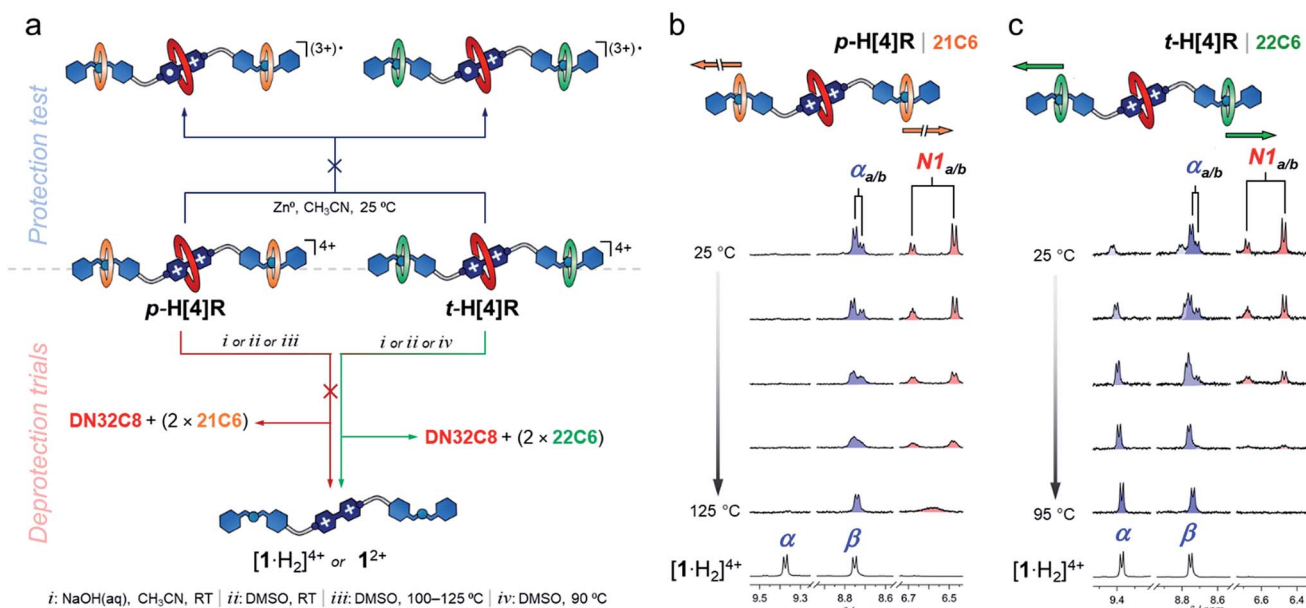 a
Protection test
Deprotection trials
](3+)•
](3+)•
Zn⁰, CH₃CN, 25 ºC
]4+
]4+
p-H[4]R
t-H[4]R
i or ii or iii
i or ii or iv
DN32C8 + (2 × 21C6)
DN32C8 + (2 × 22C6)
[1·H₂]⁴⁺ or 1²⁺
i: NaOH(aq), CH₃CN, RT | ii: DMSO, RT | iii: DMSO, 100–125 ºC | iv: DMSO, 90 ºC
b
p-H[4]R | 21C6
αa/b
N1a/b
25 °C
125 °C
α
β
[1·H₂]⁴⁺
9.5 9.3 8.8 8.6 6.7 6.5
c
t-H[4]R | 22C6
αa/b
N1a/b
25 °C
95 °C
α
β
[1·H₂]⁴⁺
9.4 8.8 8.6 6.6 6.4